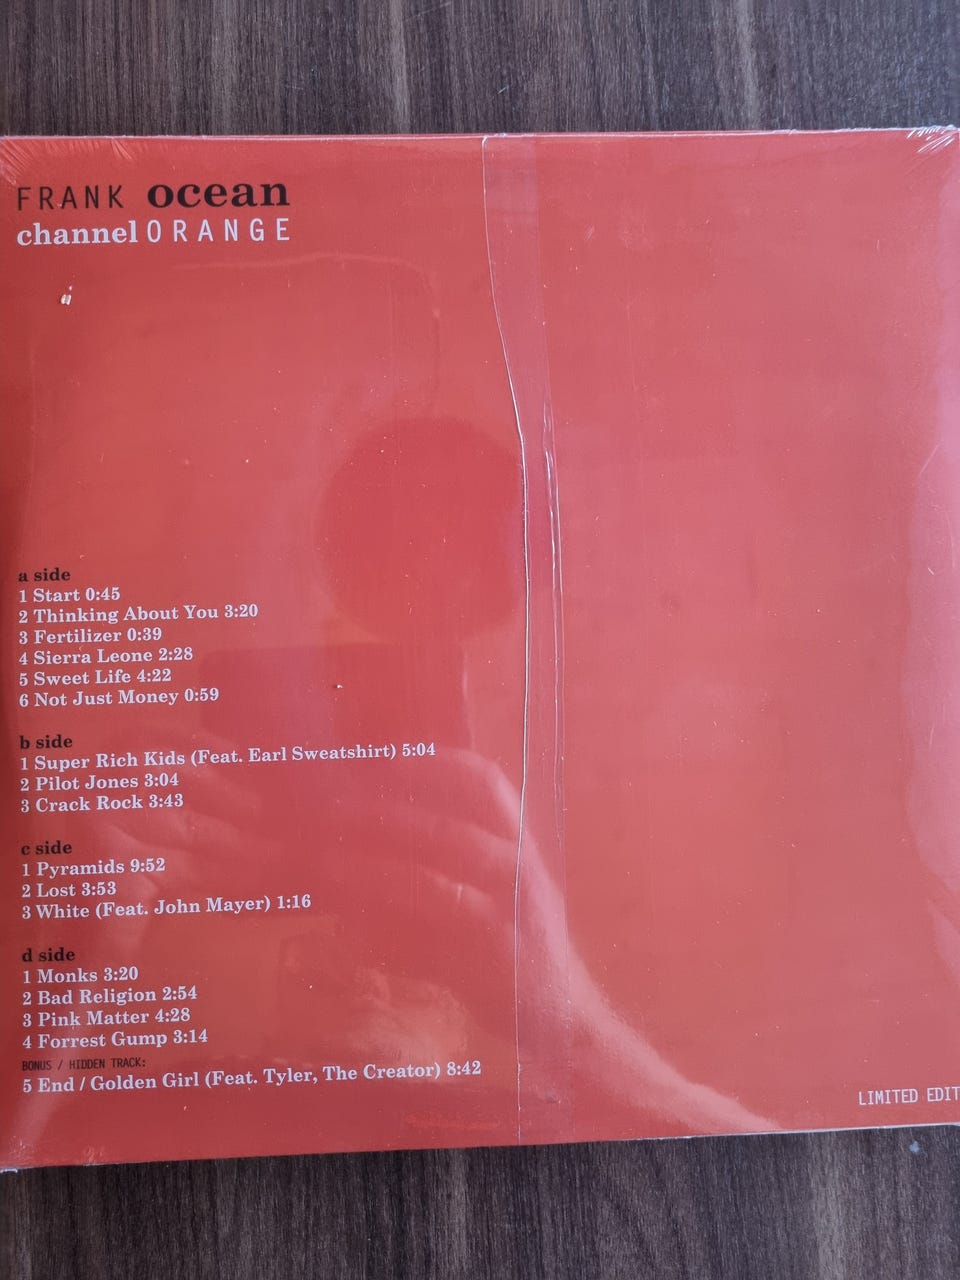 FRANK ocean
channel ORANGE
a side
1 Start 0:45
2 Thinking About You 3:20
3 Fertilizer 0:39
4 Sierra Leone 2:28
5 Sweet Life 4:22
6 Not Just Money 0:59
b side
1 Super Rich Kids (Feat. Earl Sweatshirt) 5:04
2 Pilot Jones 3:04
3 Crack Rock 3:43
c side
1 Pyramids 9:52
2 Lost 3:53
3 White (Feat. John Mayer) 1:16
d side
1 Monks 3:20
2 Bad Religion 2:54
3 Pink Matter 4:28
4 Forrest Gump 3:14
BONUS / HIDDEN TRACK:
5 End / Golden Girl (Feat. Tyler, The Creator) 8:42
LIMITED EDIT